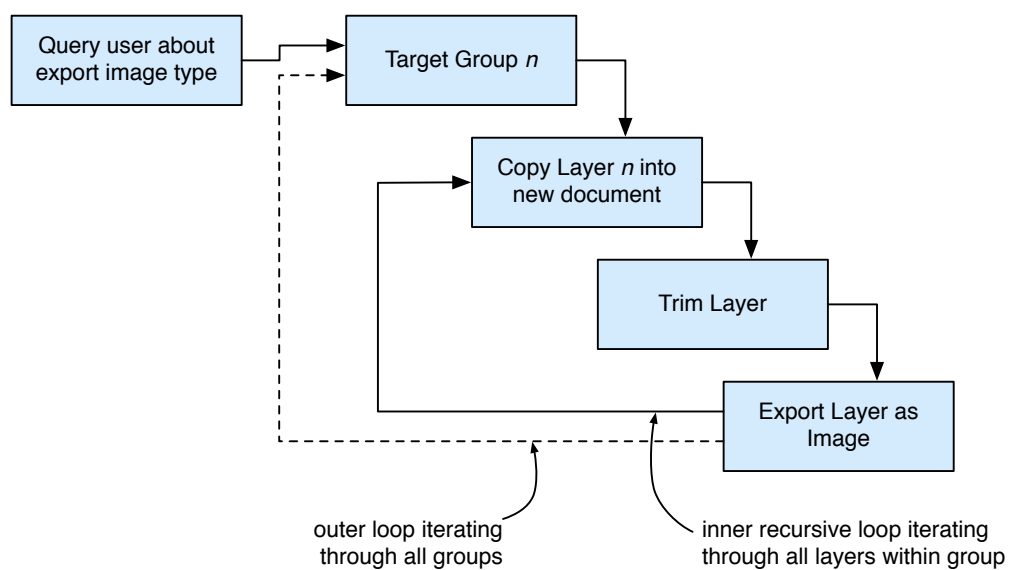 Query user about
export image type
Target Group n
Copy Layer n into
new document
Trim Layer
Export Layer as
Image
outer loop iterating
through all groups
inner recursive loop iterating
through all layers within group